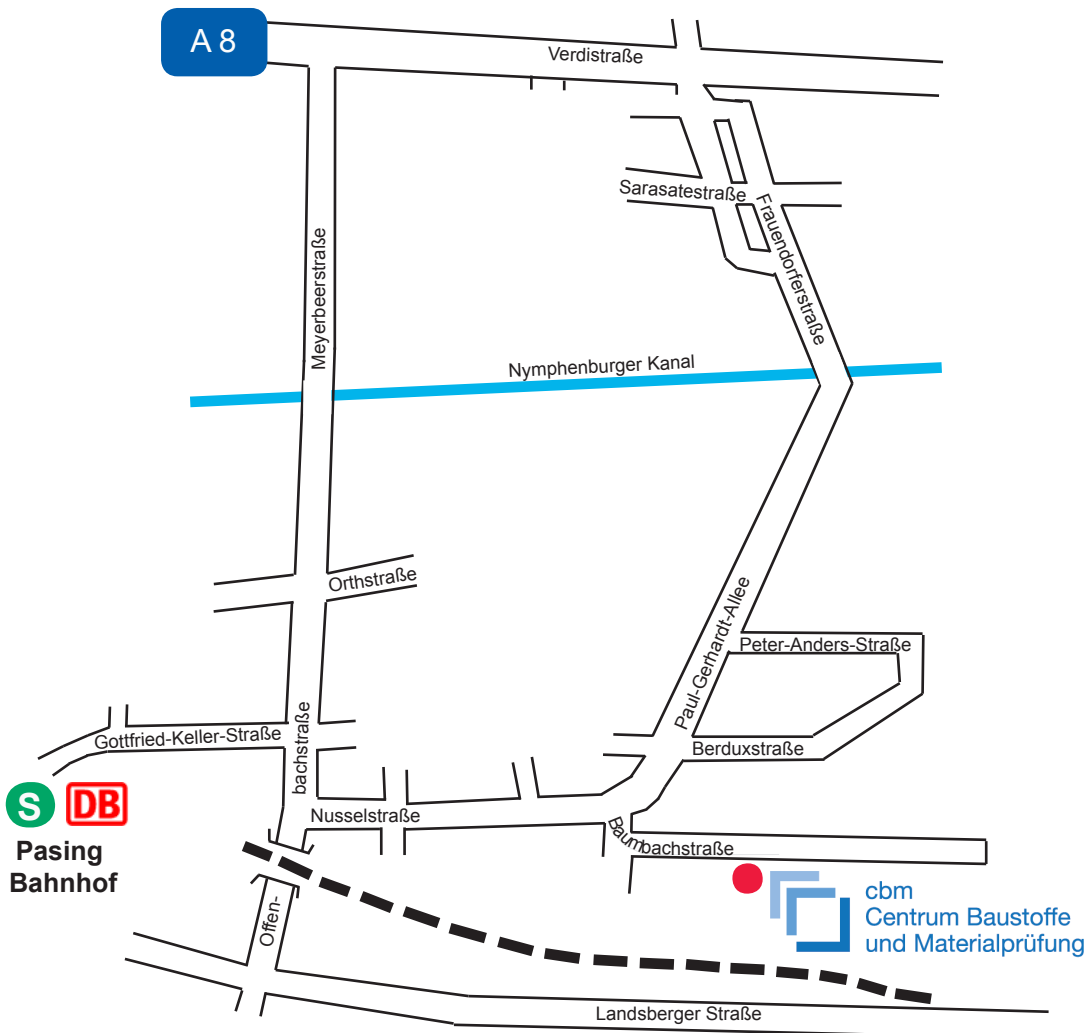 A 8
Verdistraße
Sarasatestraße
Frauendorferstraße
Meyerbeerstraße
Nymphenburger Kanal
Orthstraße
Paul-Gerhardt-Allee
Peter-Anders-Straße
Gottfried-Keller-Straße
bachstraße
Berduxstraße
S DB
Nusselstraße
Baumbachstraße
Pasing
Bahnhof
Offen-
cbm
Centrum Baustoffe
und Materialprüfung
Landsberger Straße